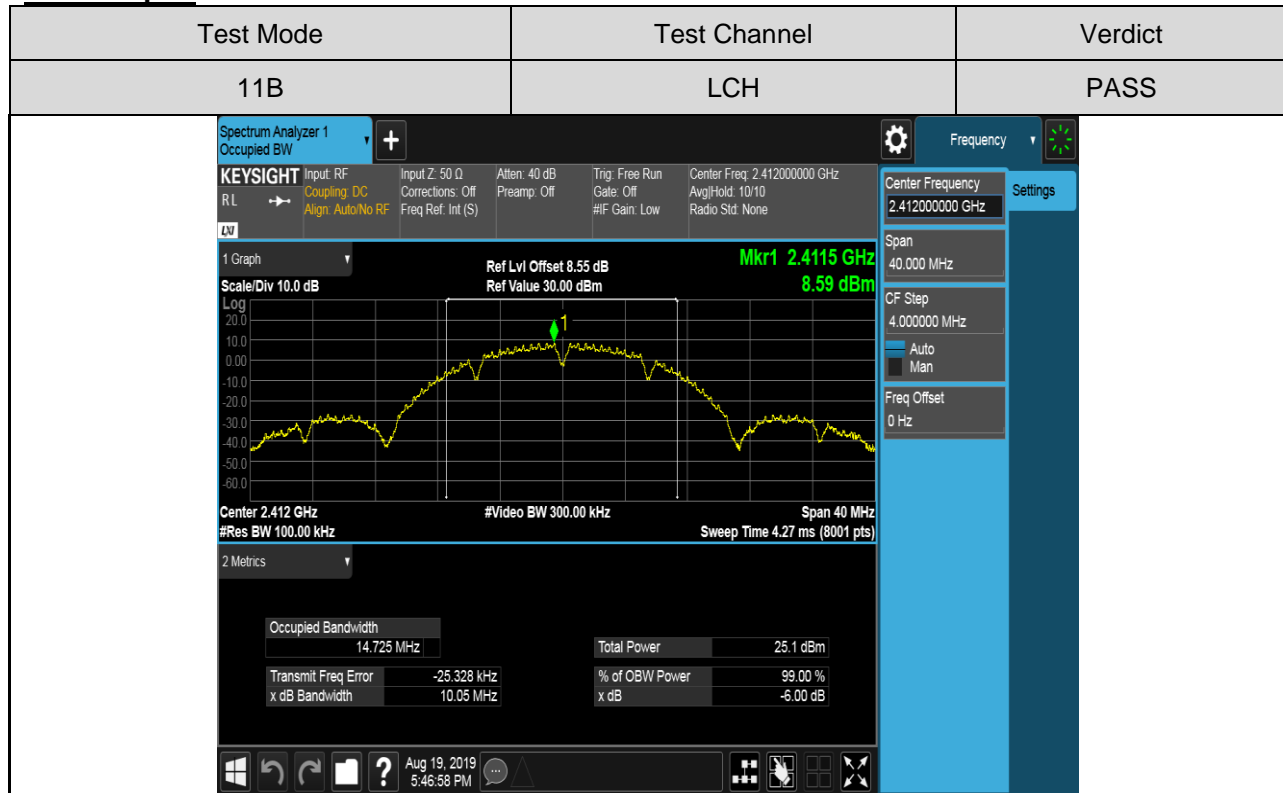 Test Mode Test Channel Verdict
11B LCH PASS
Spectrum Analyzer 1
Occupied BW
+
Frequency
KEYSIGHT Input: RF Input Z: 50 Ω Atten: 40 dB Trig: Free Run Center Freq: 2.412000000 GHz
RL Coupling: DC Corrections: Off Preamp: Off Gate: Off Avg|Hold: 10/10
Align: Auto/No RF Freq Ref: Int (S) #IF Gain: Low Radio Std: None
LXI
Center Frequency
2.412000000 GHz
Settings
Span
40.000 MHz
CF Step
4.000000 MHz
Auto
Man
Freq Offset
0 Hz
1 Graph Ref Lvl Offset 8.55 dB Mkr1 2.4115 GHz
Scale/Div 10.0 dB Ref Value 30.00 dBm 8.59 dBm
Log
20.0
10.0
0.00
-10.0
-20.0
-30.0
-40.0
-50.0
-60.0
1
Center 2.412 GHz #Video BW 300.00 kHz Span 40 MHz
#Res BW 100.00 kHz Sweep Time 4.27 ms (8001 pts)
2 Metrics
Occupied Bandwidth
14.725 MHz Total Power 25.1 dBm
Transmit Freq Error -25.328 kHz % of OBW Power 99.00 %
x dB Bandwidth 10.05 MHz x dB -6.00 dB
? Aug 19, 2019
5:46:58 PM